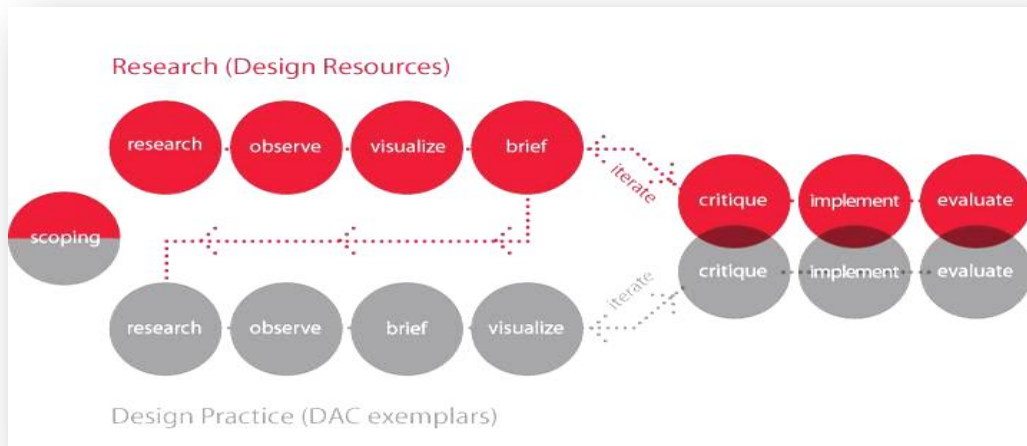 Research (Design Resources)
research observe visualize brief
iterate
critique implement evaluate
scoping
critique implement evaluate
iterate
research observe brief visualize
Design Practice (DAC exemplars)